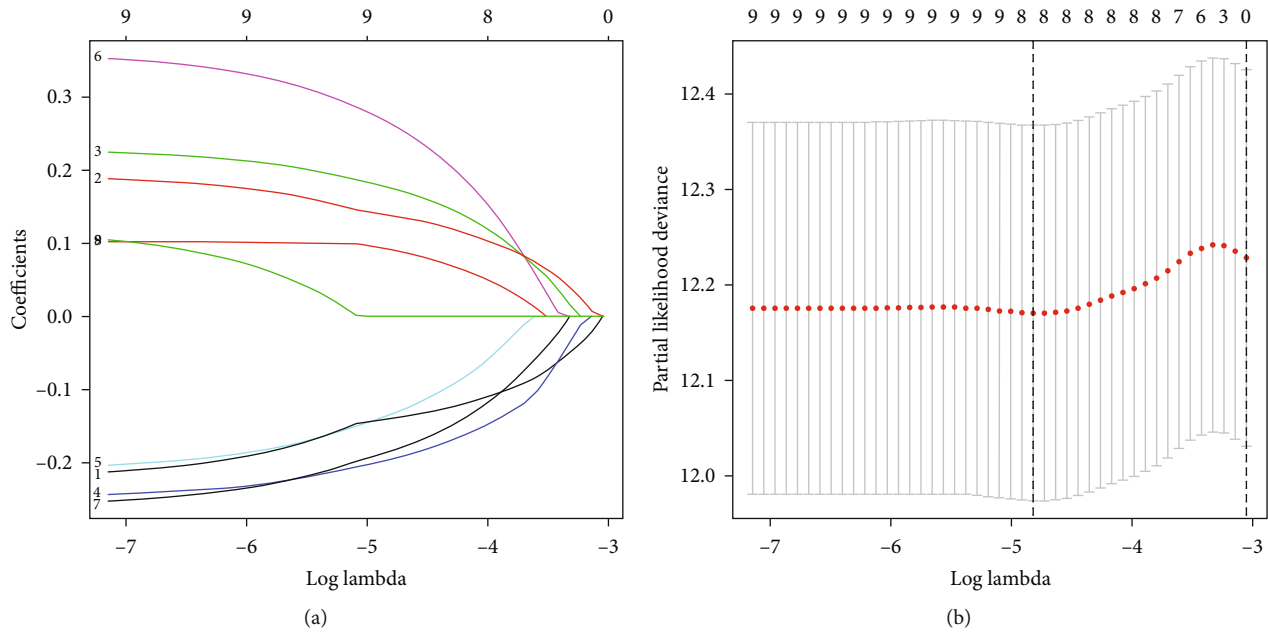 9 9 9 8 0
0.3
0.2
0.1
0.0
−0.1
−0.2
Coefficients
6
3
2
5
1
4
7
−7 −6 −5 −4 −3
Log lambda
(a)
9 9 9 9 9 9 9 9 9 9 9 9 8 8 8 8 8 8 8 7 6 3 0
12.4
12.3
12.2
12.1
12.0
Partial likelihood deviance
−7 −6 −5 −4 −3
Log lambda
(b)